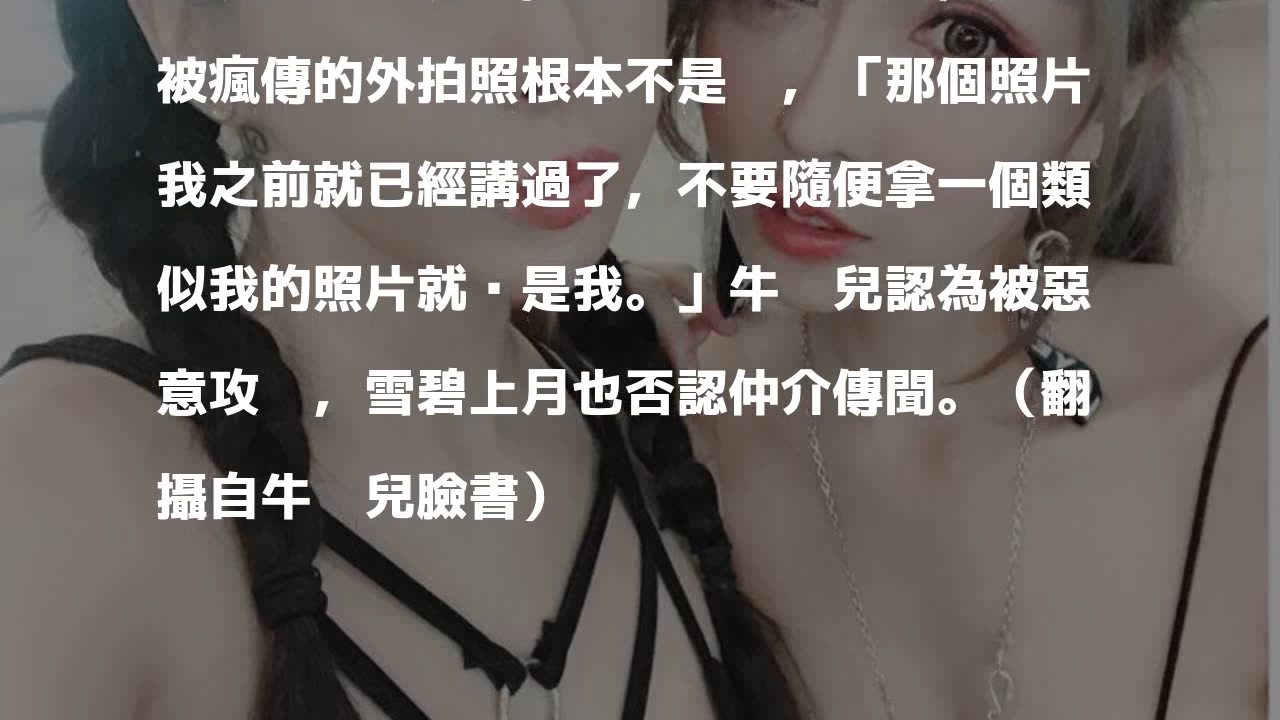 被瘋傳的外拍照根本不是　，「那個照片
我之前就已經講過了，不要隨便拿一個類
似我的照片就·是我。」牛　兒認為被惡
意攻　，雪碧上月也否認仲介傳聞。（翻
攝自牛　兒臉書）